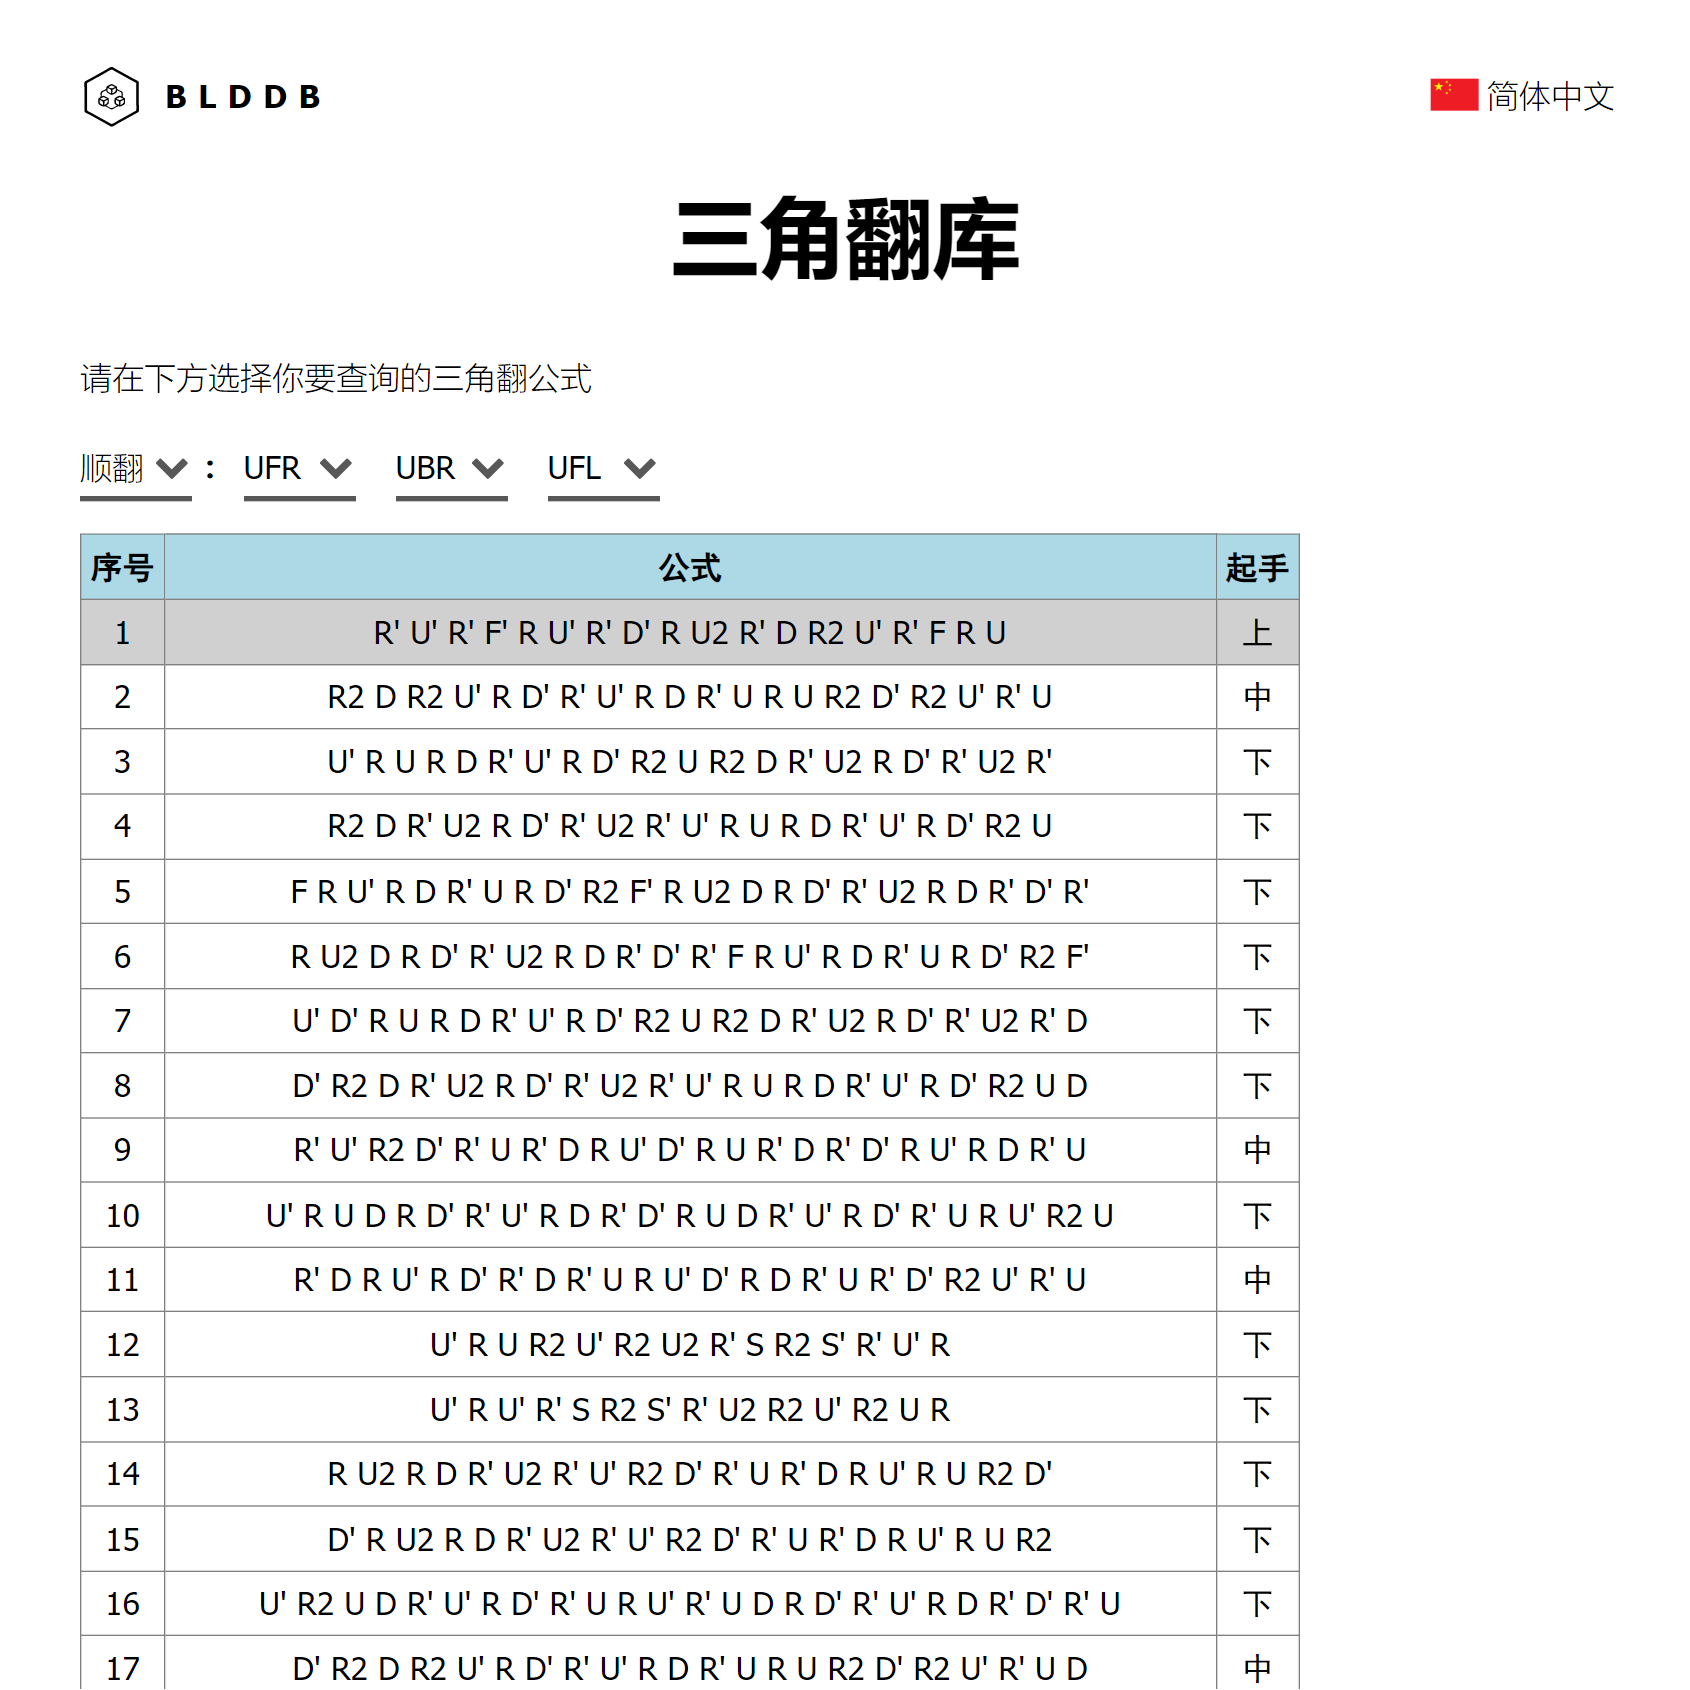 BLDDB
简体中文
三角翻库
请在下方选择你要查询的三角翻公式
顺翻 : UFR UBR UFL
序号 公式 起手
1 R' U' R' F' R U' R' D' R U2 R' D R2 U' R' F R U 上
2 R2 D R2 U' R D' R' U' R D R' U R U R2 D' R2 U' R' U 中
3 U' R U R D R' U' R D' R2 U R2 D R' U2 R D' R' U2 R' 下
4 R2 D R' U2 R D' R' U2 R' U' R U R D R' U' R D' R2 U 下
5 F R U' R D R' U R D' R2 F' R U2 D R D' R' U2 R D R' D' R' 下
6 R U2 D R D' R' U2 R D R' D' R' F R U' R D R' U R D' R2 F' 下
7 U' D' R U R D R' U' R D' R2 U R2 D R' U2 R D' R' U2 R' D 下
8 D' R2 D R' U2 R D' R' U2 R' U' R U R D R' U' R D' R2 U D 下
9 R' U' R2 D' R' U R' D R U' D' R U R' D R' D' R U' R D R' U 中
10 U' R U D R D' R' U' R D R' D' R U D R' U' R D' R' U R U' R2 U 下
11 R' D R U' R D' R' D R' U R U' D' R D R' U R' D' R2 U' R' U 中
12 U' R U R2 U' R2 U2 R' S R2 S' R' U' R 下
13 U' R U' R' S R2 S' R' U2 R2 U' R2 U R 下
14 R U2 R D R' U2 R' U' R2 D' R' U R' D R U' R U R2 D' 下
15 D' R U2 R D R' U2 R' U' R2 D' R' U R' D R U' R U R2 下
16 U' R2 U D R' U' R D' R' U R U' R' U D R D' R' U' R D R' D' R' U 下
17 D' R2 D R2 U' R D' R' U' R D R' U R U R2 D' R2 U' R' U D 中